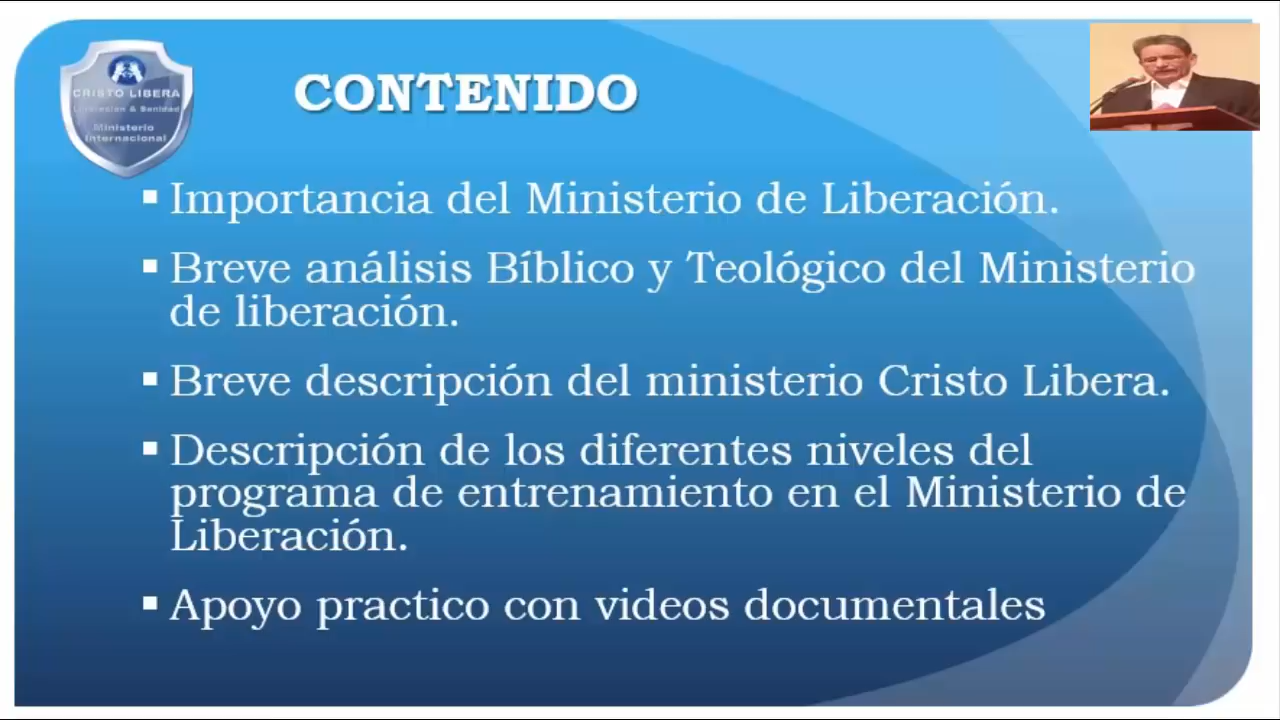 CRISTO LIBERA
Liberación & Sanidad
Ministerio
Internacional
CONTENIDO
▪ Importancia del Ministerio de Liberación.
▪ Breve análisis Bíblico y Teológico del Ministerio
de liberación.
▪ Breve descripción del ministerio Cristo Libera.
▪ Descripción de los diferentes niveles del
programa de entrenamiento en el Ministerio de
Liberación.
▪ Apoyo practico con videos documentales